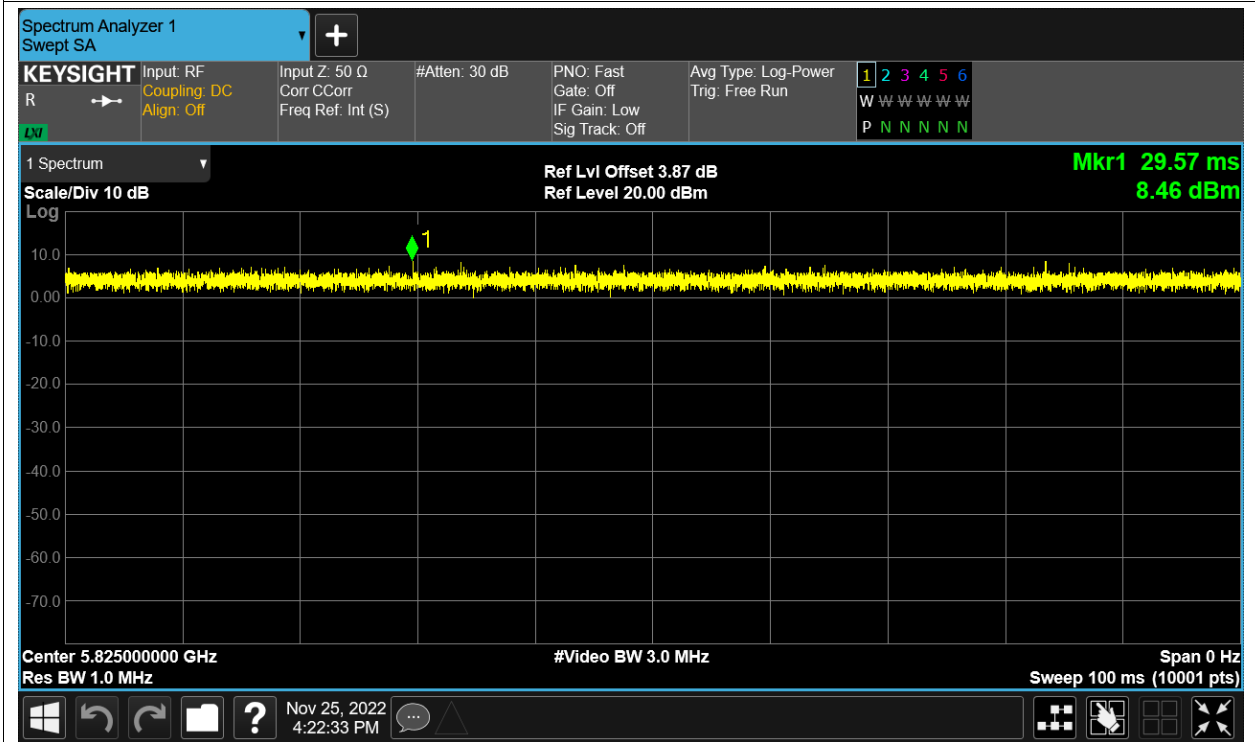 Spectrum Analyzer 1
Swept SA
+
KEYSIGHT
R
LXI
Input: RF
Coupling: DC
Align: Off
Input Z: 50 Ω
Corr CCorr
Freq Ref: Int (S)
#Atten: 30 dB
PNO: Fast
Gate: Off
IF Gain: Low
Sig Track: Off
Avg Type: Log-Power
Trig: Free Run
1 2 3 4 5 6
W W W W W W
P N N N N N
1 Spectrum
Scale/Div 10 dB
Ref Lvl Offset 3.87 dB
Ref Level 20.00 dBm
Mkr1 29.57 ms
8.46 dBm
Log
1
10.0
0.00
-10.0
-20.0
-30.0
-40.0
-50.0
-60.0
-70.0
Center 5.825000000 GHz
Res BW 1.0 MHz
#Video BW 3.0 MHz
Span 0 Hz
Sweep 100 ms (10001 pts)
?
Nov 25, 2022
4:22:33 PM